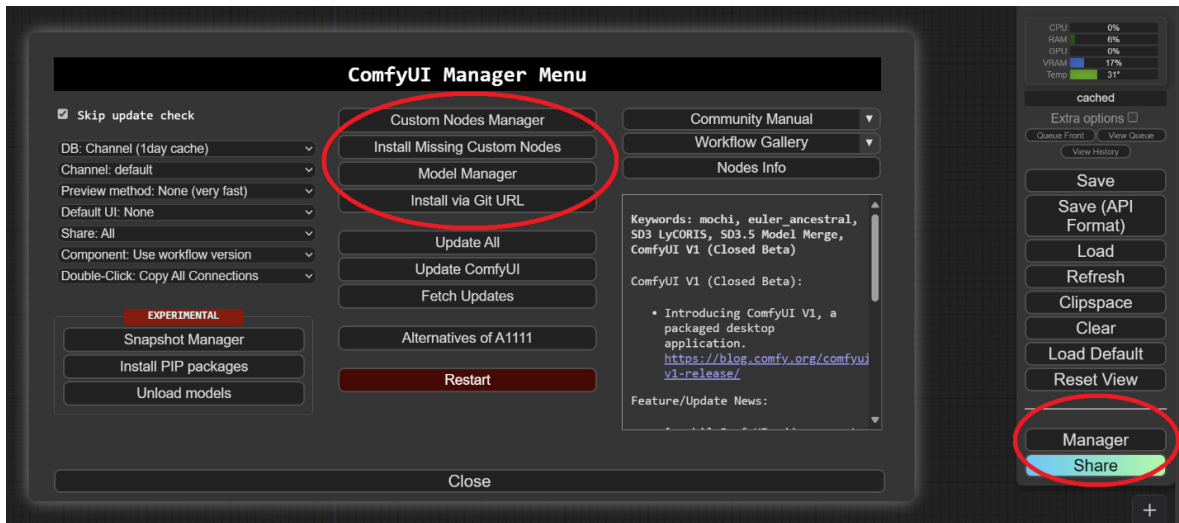 ComfyUI Manager Menu
Skip update check
DB: Channel (1day cache)
Channel: default
Preview method: None (very fast)
Default UI: None
Share: All
Component: Use workflow version
Double-Click: Copy All Connections
EXPERIMENTAL
Snapshot Manager
Install PIP packages
Unload models
Custom Nodes Manager
Install Missing Custom Nodes
Model Manager
Install via Git URL
Update All
Update ComfyUI
Fetch Updates
Alternatives of A1111
Restart
Community Manual
Workflow Gallery
Nodes Info
Keywords: mochi, euler_ancestral,
SD3 LyCORIS, SD3.5 Model Merge,
ComfyUI V1 (Closed Beta)
ComfyUI V1 (Closed Beta):
• Introducing ComfyUI V1, a
packaged desktop
application.
https://blog.comfy.org/comfyui
v1-release/
Feature/Update News:
Close
CPU 0%
RAM 6%
GPU 0%
VRAM 17%
Temp 31°
cached
Extra options
Queue Front View Queue
View History
Save
Save (API
Format)
Load
Refresh
Clipspace
Clear
Load Default
Reset View
Manager
Share
+